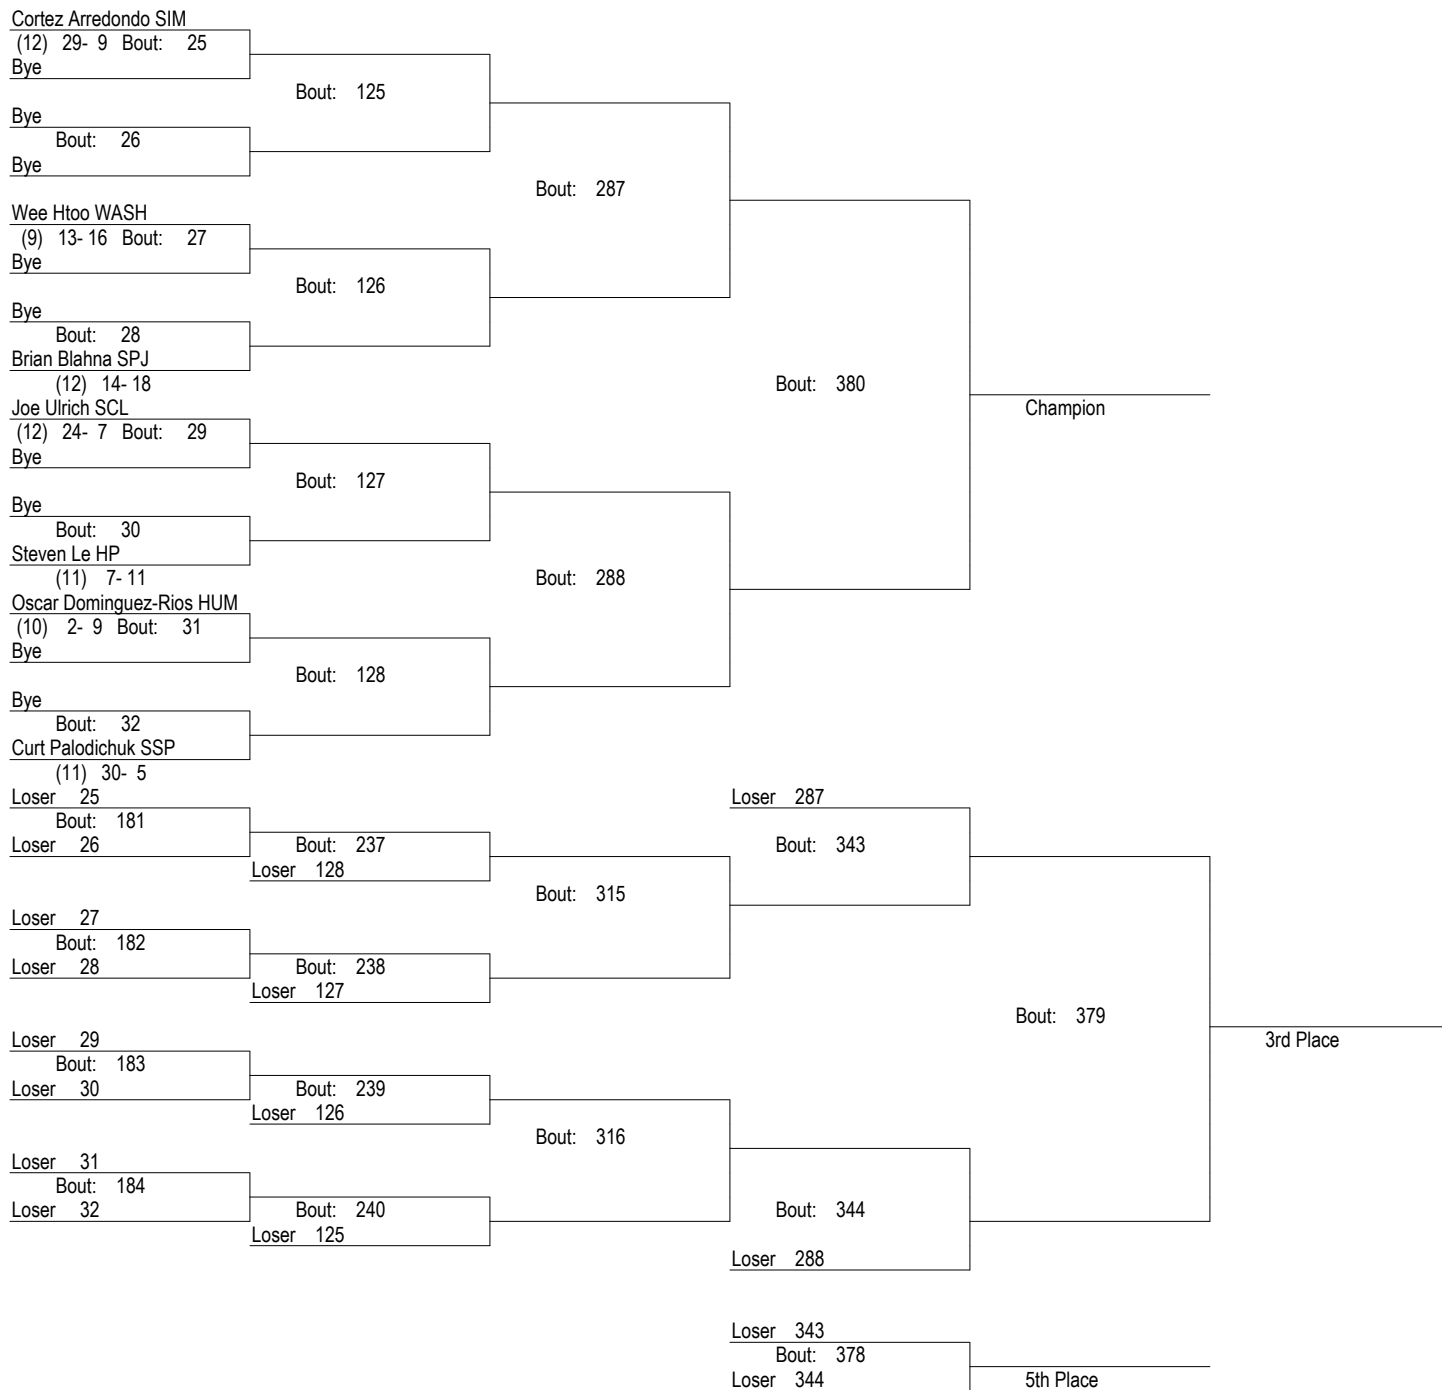 Cortez Arredondo SIM
(12) 29- 9 Bout: 25
Bye
Bout: 125
Bye
Bout: 26
Bye
Bout: 287
Wee Htoo WASH
(9) 13- 16 Bout: 27
Bye
Bout: 126
Bye
Bout: 28
Brian Blahna SPJ
(12) 14- 18
Bout: 380
Champion
Joe Ulrich SCL
(12) 24- 7 Bout: 29
Bye
Bout: 127
Bye
Bout: 30
Steven Le HP
(11) 7- 11
Bout: 288
Oscar Dominguez-Rios HUM
(10) 2- 9 Bout: 31
Bye
Bout: 128
Bye
Bout: 32
Curt Palodichuk SSP
(11) 30- 5
Loser 25
Bout: 181
Loser 26
Bout: 237
Loser 128
Loser 287
Bout: 343
Bout: 315
Loser 27
Bout: 182
Loser 28
Bout: 238
Loser 127
Bout: 379
3rd Place
Loser 29
Bout: 183
Loser 30
Bout: 239
Loser 126
Bout: 316
Loser 31
Bout: 184
Loser 32
Bout: 240
Loser 125
Bout: 344
Loser 288
Loser 343
Bout: 378
Loser 344
5th Place